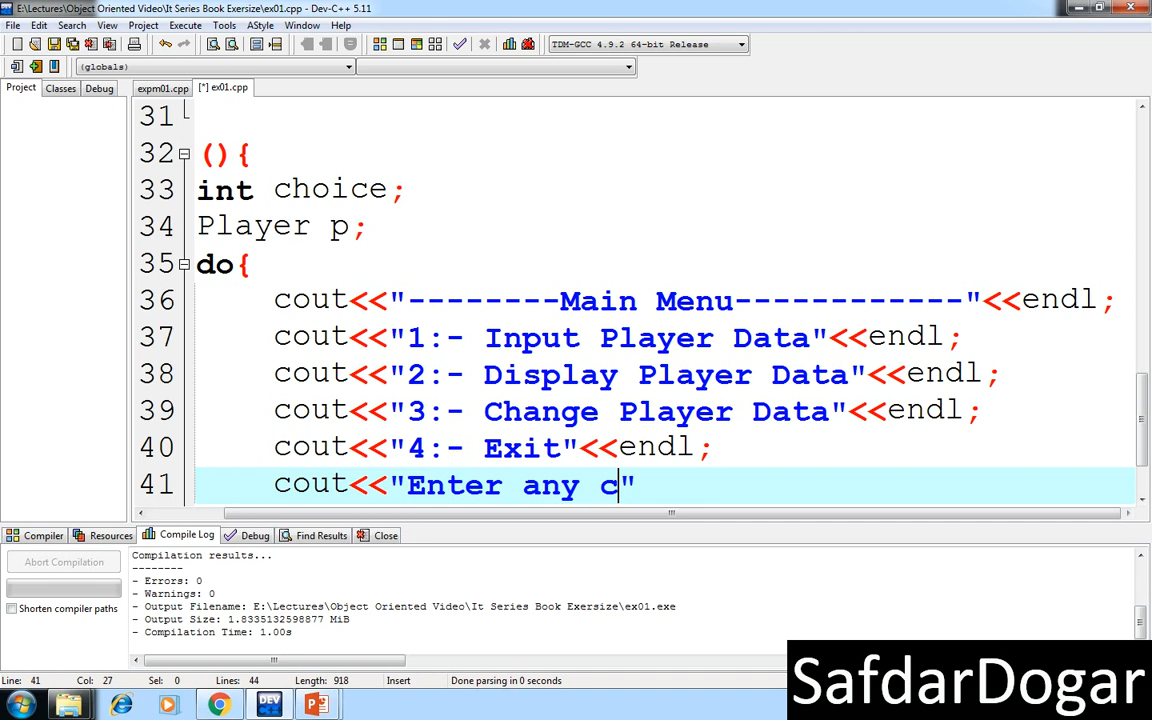 E:\Lectures\Object Oriented Video\It Series Book Exersize\ex01.cpp - Dev-C++ 5.11
File Edit Search View Project Execute Tools AStyle Window Help
TDM-GCC 4.9.2 64-bit Release
(globals)
Project Classes Debug expm01.cpp [*] ex01.cpp
31
32 (){
33 int choice;
34 Player p;
35 do{
36 cout<<"--------Main Menu------------"<<endl;
37 cout<<"1:- Input Player Data"<<endl;
38 cout<<"2:- Display Player Data"<<endl;
39 cout<<"3:- Change Player Data"<<endl;
40 cout<<"4:- Exit"<<endl;
41 cout<<"Enter any c"
Compiler Resources Compile Log Debug Find Results Close
Abort Compilation
Shorten compiler paths
Compilation results...
--------
- Errors: 0
- Warnings: 0
- Output Filename: E:\Lectures\Object Oriented Video\It Series Book Exersize\ex01.exe
- Output Size: 1.8335132598877 MiB
- Compilation Time: 1.00s
Line: 41 Col: 27 Sel: 0 Lines: 44 Length: 918 Insert Done parsing in 0 seconds
DEV
SafdarDogar